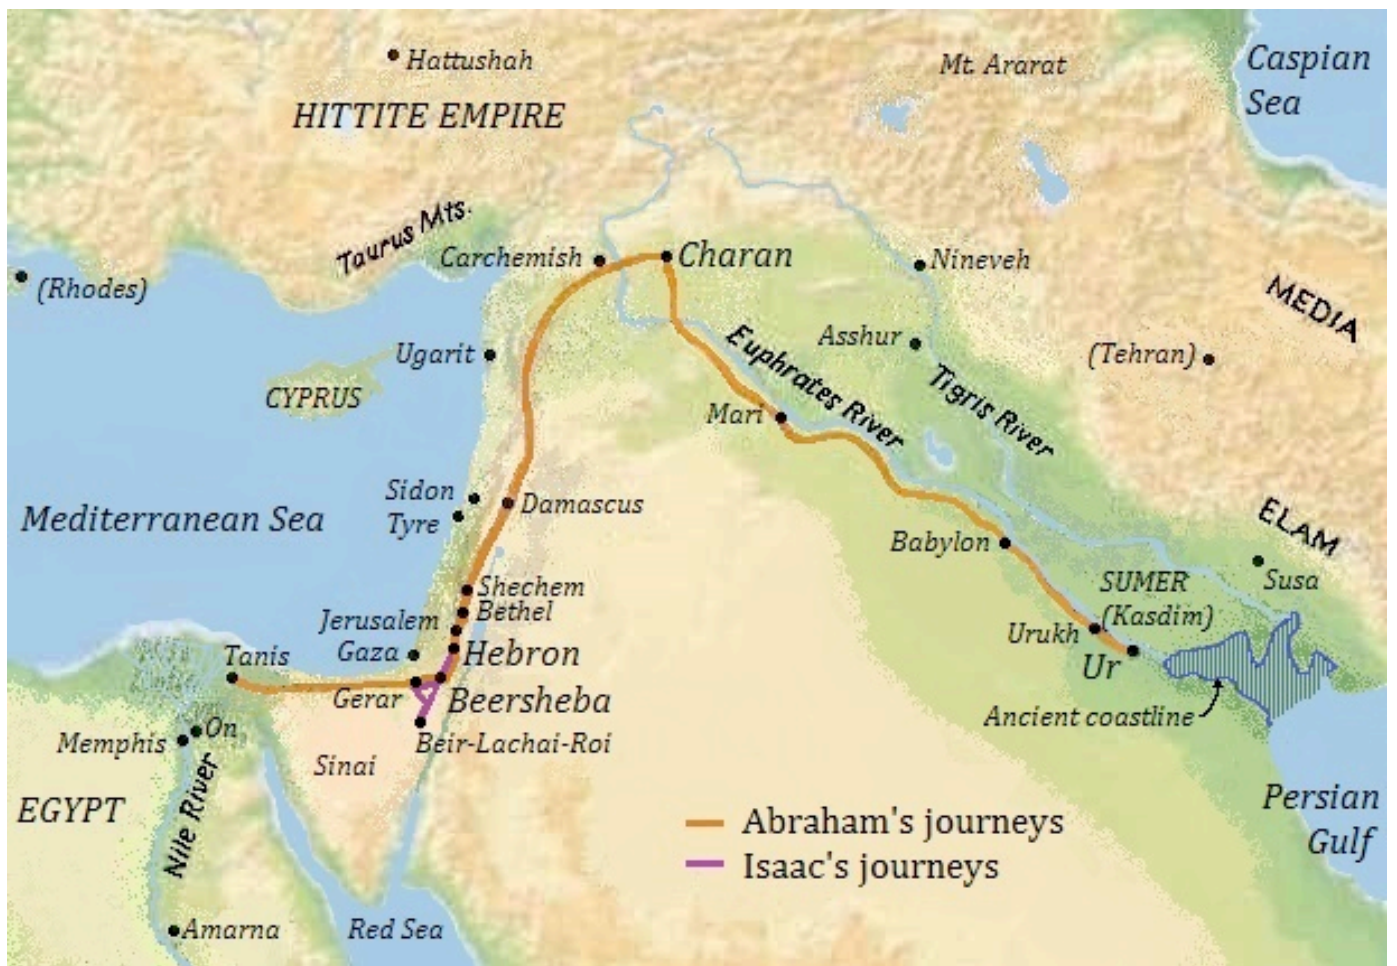 Hattushah
Mt. Ararat
Caspian
Sea
HITTITE EMPIRE
Taurus Mts.
Carchemish
Charan
Nineveh
(Rhodes)
MEDIA
Ugarit
Euphrates River
Asshur
Tigris River
(Tehran)
CYPRUS
Mari
Sidon
Tyre
Damascus
Mediterranean Sea
Babylon
ELAM
Susa
SUMER
(Kasdim)
Shechem
Bethel
Jerusalem
Gaza
Hebron
Urukh
Ur
Tanis
Gerar
Beersheba
Ancient coastline
On
Memphis
Beir-Lachai-Roi
Sinai
EGYPT
Nile River
Persian
Gulf
Abraham's journeys
Isaac's journeys
Amarna
Red Sea